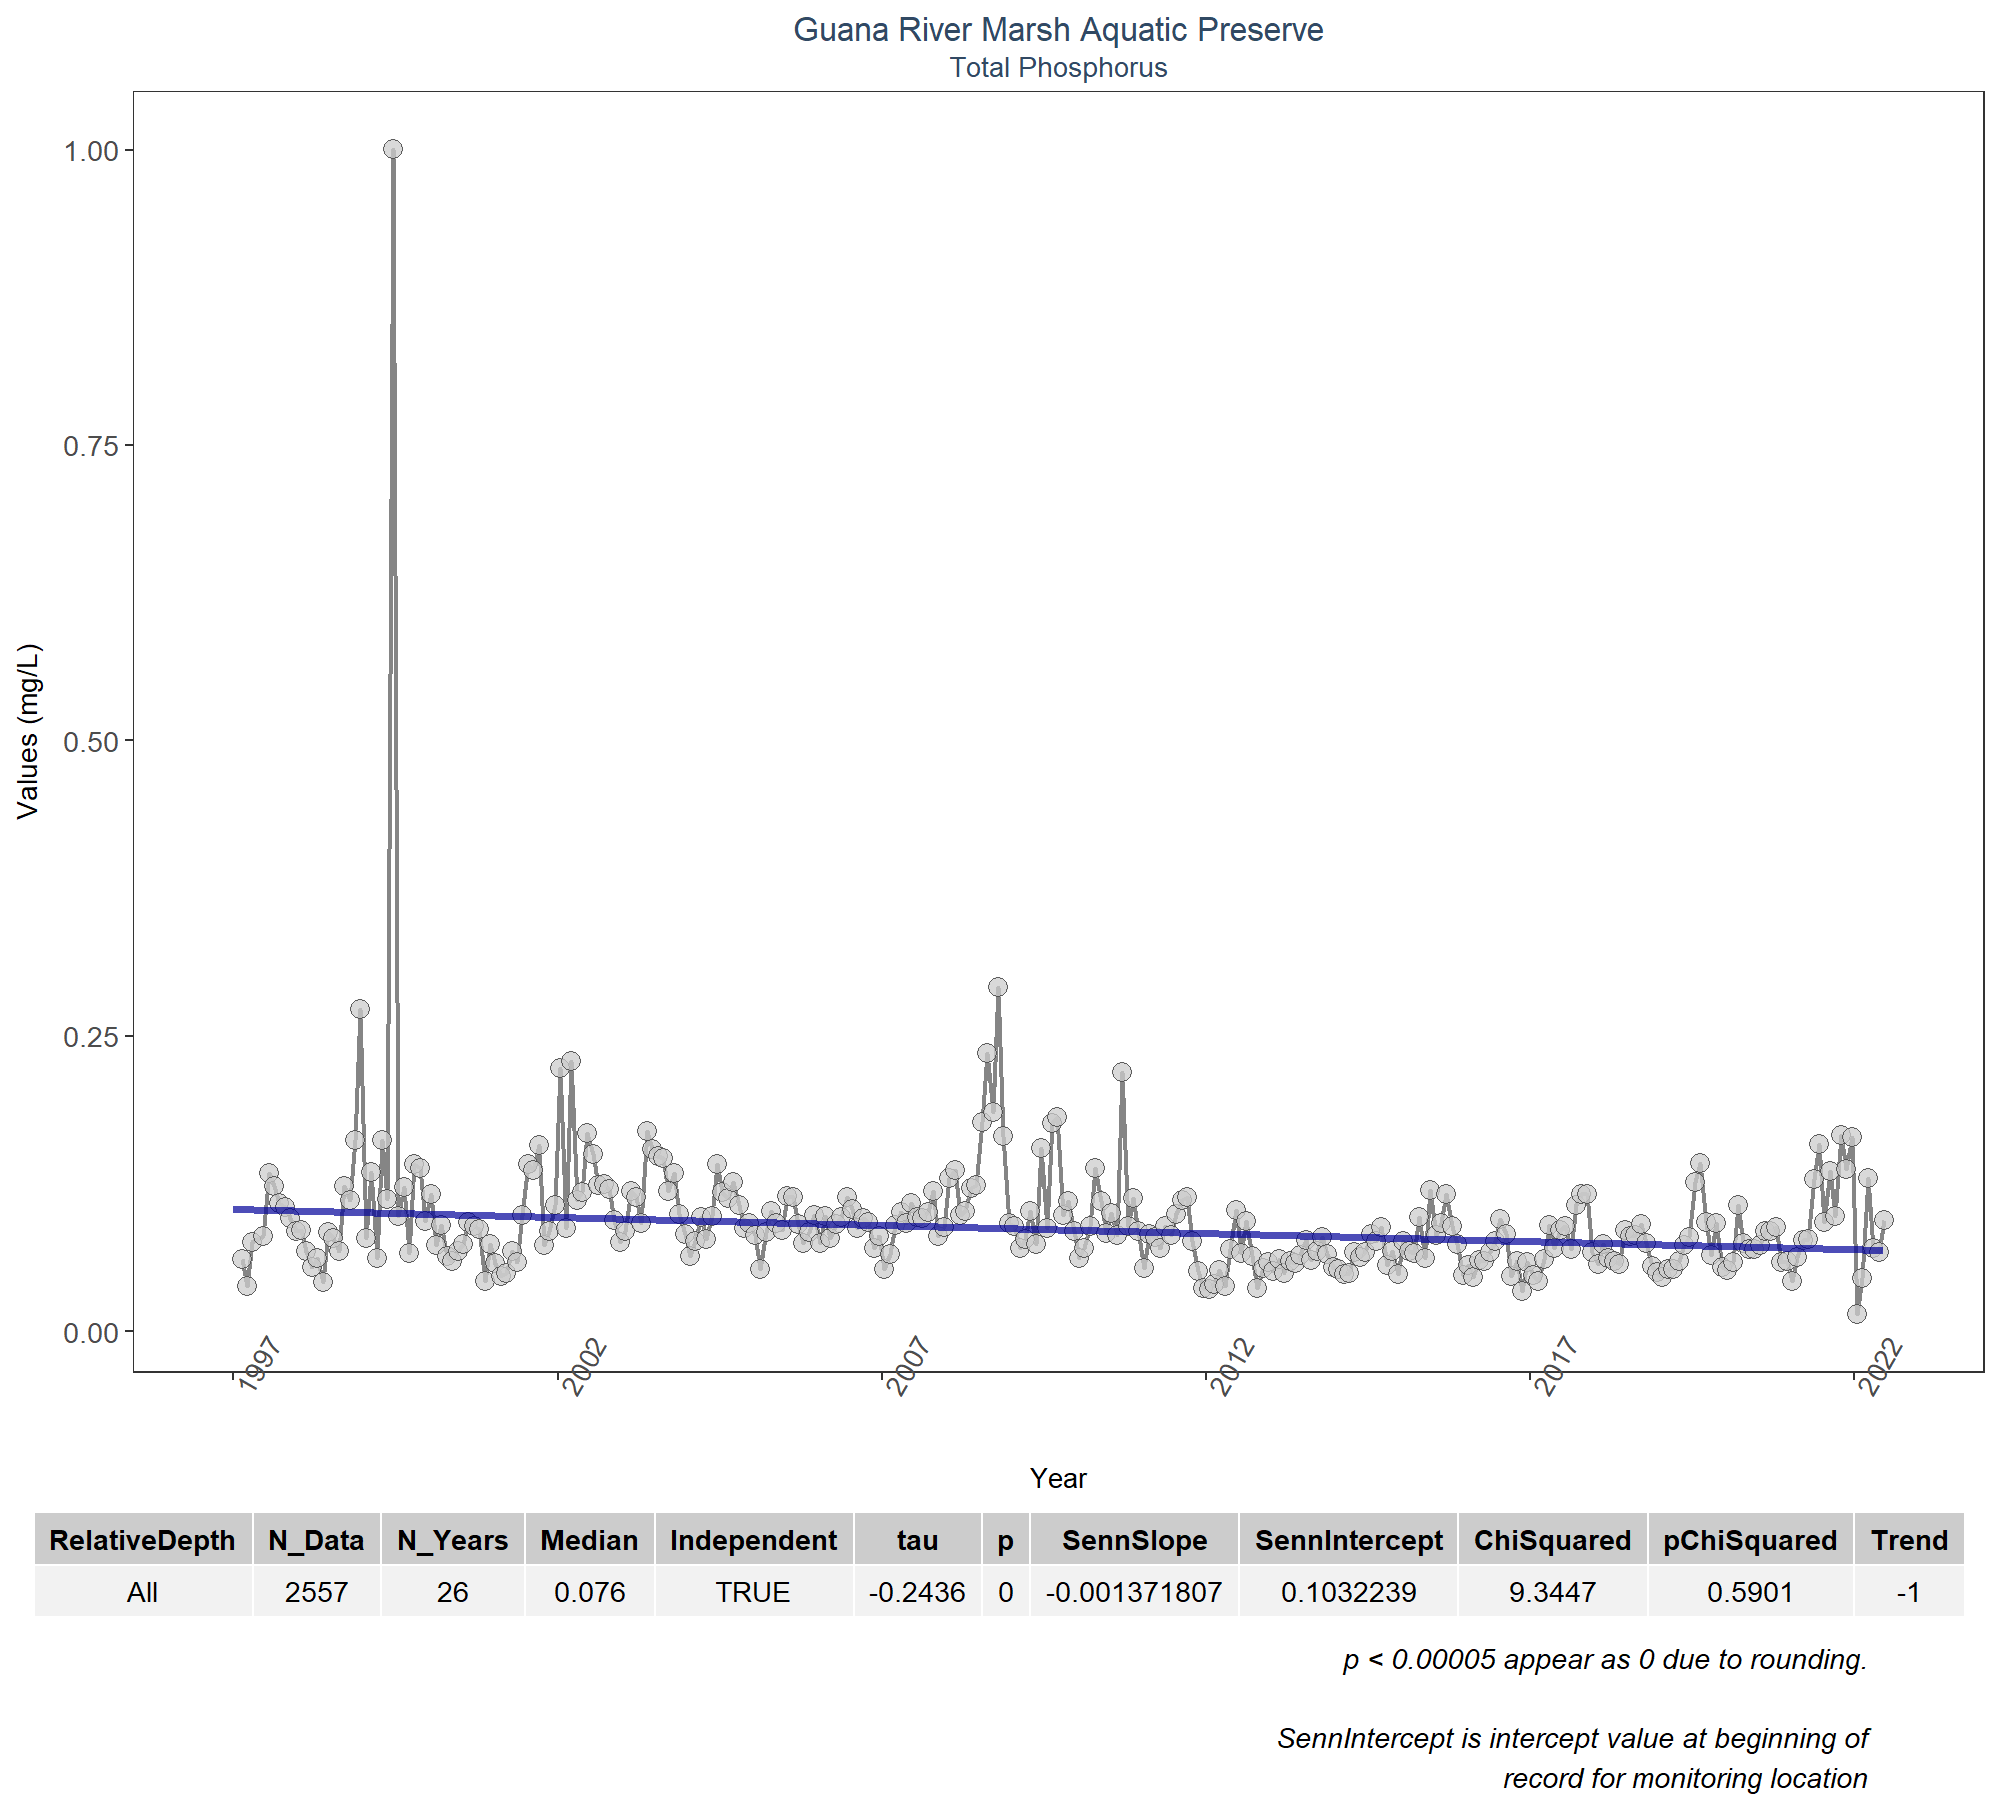 Guana River Marsh Aquatic Preserve
Total Phosphorus
Values (mg/L)
1.00
0.75
0.50
0.25
0.00
1997 2002 2007 2012 2017 2022
Year
RelativeDepth N_Data N_Years Median Independent tau p SennSlope SennIntercept ChiSquared pChiSquared Trend
All 2557 26 0.076 TRUE -0.2436 0 -0.001371807 0.1032239 9.3447 0.5901 -1
p < 0.00005 appear as 0 due to rounding.
SennIntercept is intercept value at beginning of
record for monitoring location